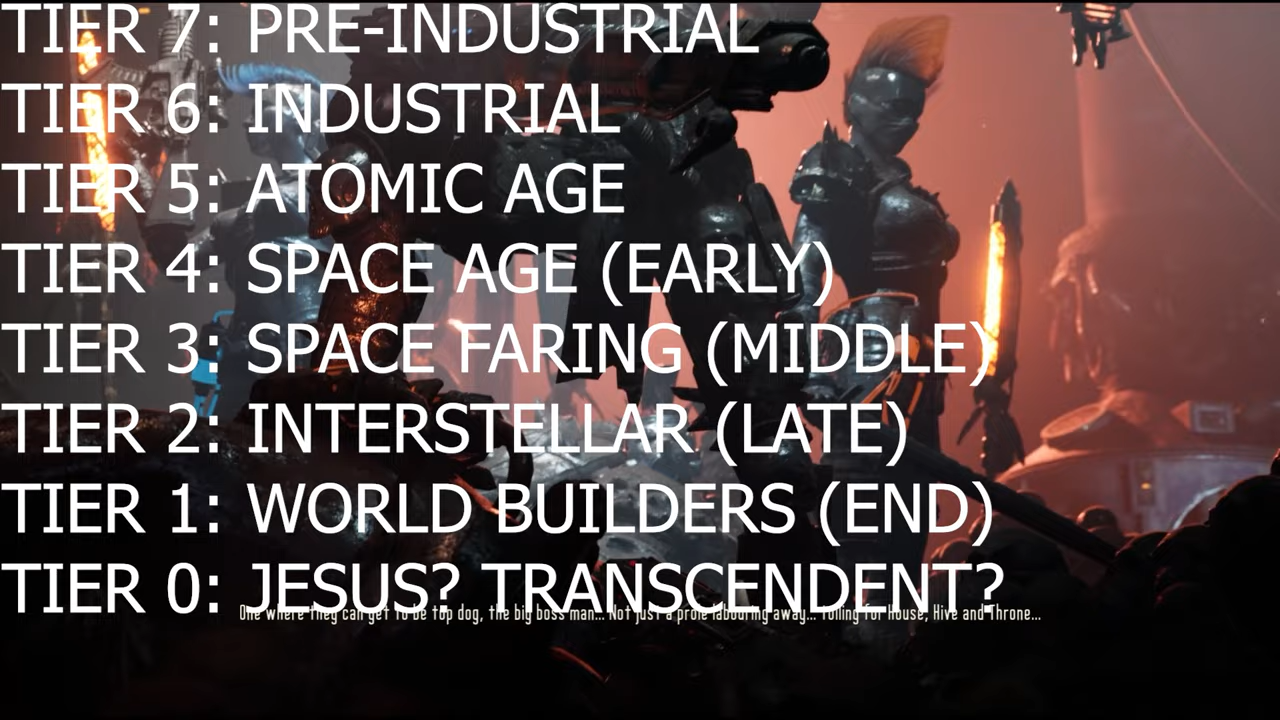 TIER 7: PRE-INDUSTRIAL
TIER 6: INDUSTRIAL
TIER 5: ATOMIC AGE
TIER 4: SPACE AGE (EARLY)
TIER 3: SPACE FARING (MIDDLE)
TIER 2: INTERSTELLAR (LATE)
TIER 1: WORLD BUILDERS (END)
TIER 0: JESUS? TRANSCENDENT?
One where they can get to be top dog, the big boss man... Not just a prole labouring away... Toiling for House, Hive and Throne...